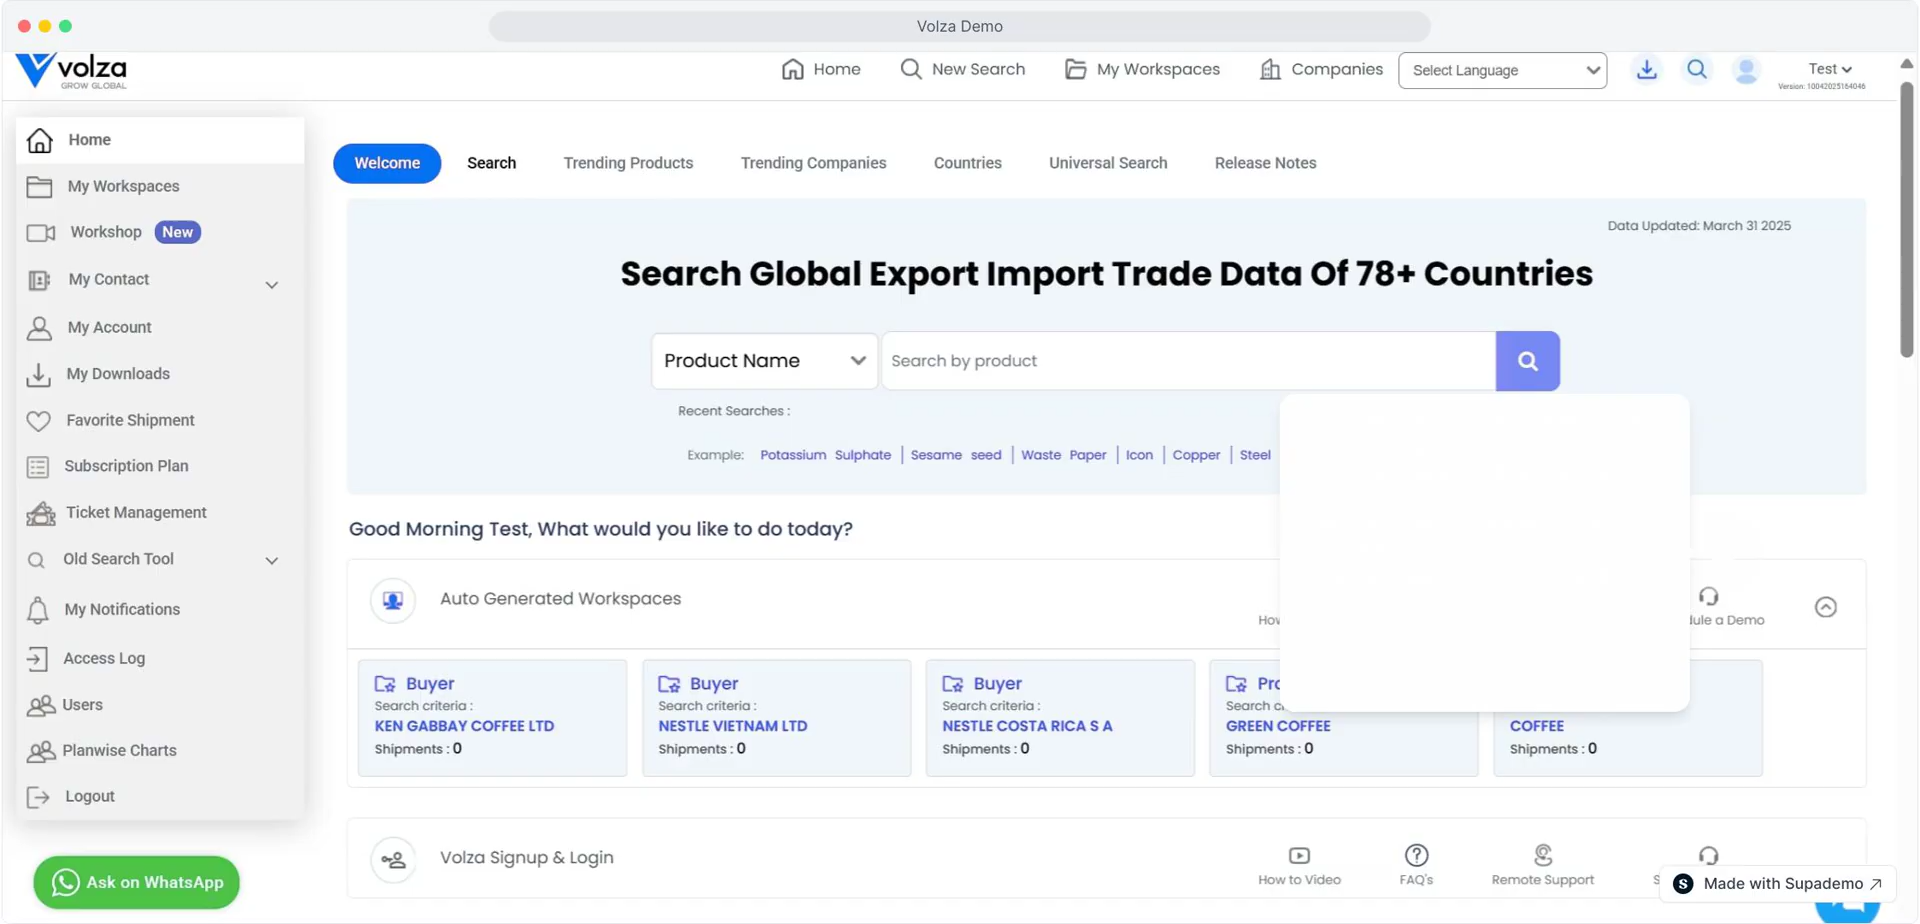 Volza Demo
volza
GROW GLOBAL
Home
New Search
My Workspaces
Companies
Select Language
Test
Version: 10042025164046
Home
My Workspaces
Workshop New
My Contact
My Account
My Downloads
Favorite Shipment
Subscription Plan
Ticket Management
Old Search Tool
My Notifications
Access Log
Users
Planwise Charts
Logout
Ask on WhatsApp
Welcome
Search
Trending Products
Trending Companies
Countries
Universal Search
Release Notes
Data Updated: March 31 2025
Search Global Export Import Trade Data Of 78+ Countries
Product Name
Search by product
Recent Searches :
Example: Potassium Sulphate | Sesame seed | Waste Paper | Icon | Copper | Steel
Good Morning Test, What would you like to do today?
Auto Generated Workspaces
a Demo
Buyer
Search criteria :
KEN GABBAY COFFEE LTD
Shipments : 0
Buyer
Search criteria :
NESTLE VIETNAM LTD
Shipments : 0
Buyer
Search criteria :
NESTLE COSTA RICA S A
Shipments : 0
Search
GREEN COFFEE
Shipments : 0
COFFEE
Shipments : 0
Volza Signup & Login
How to Video
FAQ's
Remote Support
Made with Supademo